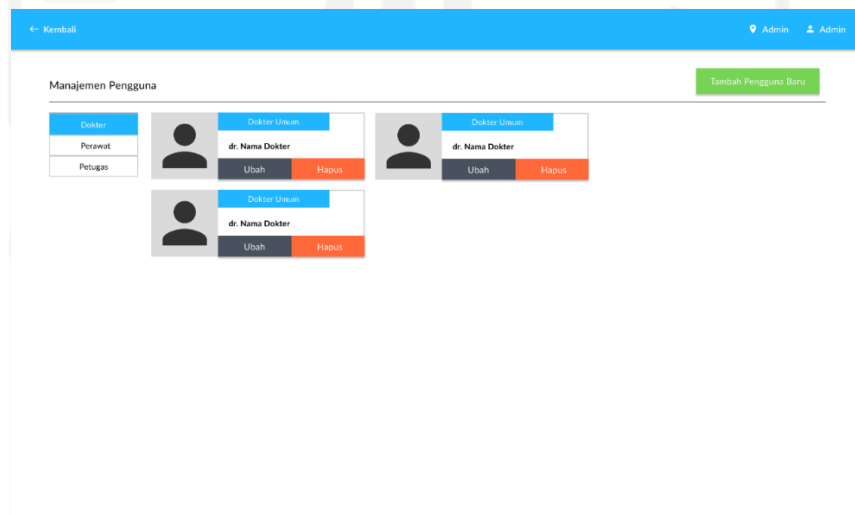 ← Kembali
Admin
Admin
Manajemen Pengguna
Tambah Pengguna Baru
Dokter
Perawat
Petugas
Dokter Umum
dr. Nama Dokter
Ubah
Hapus
Dokter Umum
dr. Nama Dokter
Ubah
Hapus
Dokter Umum
dr. Nama Dokter
Ubah
Hapus